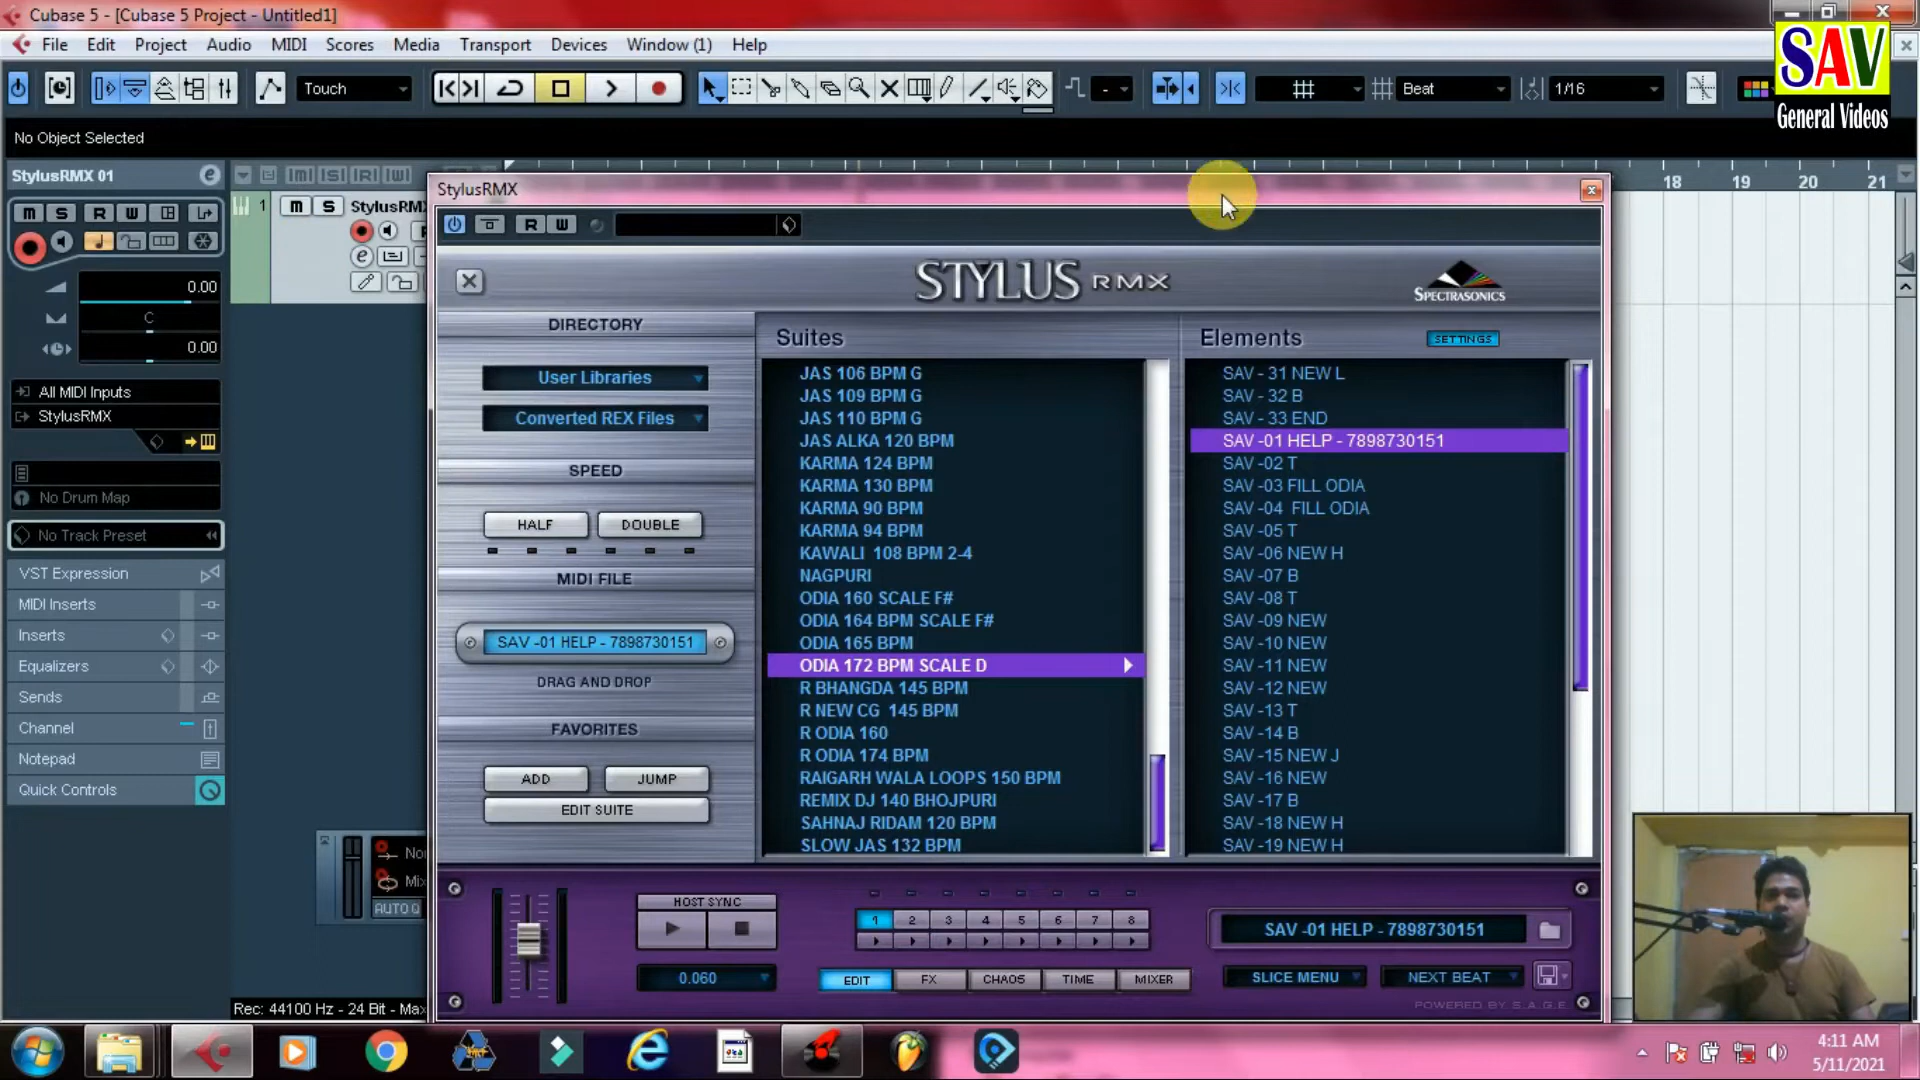 Cubase 5 - [Cubase 5 Project - Untitled1]
File Edit Project Audio MIDI Scores Media Transport Devices Window (1) Help
SAV
General Videos
Touch
Beat
1/16
No Object Selected
StylusRMX 01
18 19 20 21
M S R W
1 M S StylusRMX
StylusRMX
R W
0.00
C
0.00
All MIDI Inputs
StylusRMX
No Drum Map
No Track Preset
VST Expression
MIDI Inserts
Inserts
Equalizers
Sends
Channel
Notepad
Quick Controls
STYLUS RMX
SPECTRASONICS
DIRECTORY
User Libraries
Converted REX Files
SPEED
HALF DOUBLE
MIDI FILE
SAV -01 HELP - 7898730151
DRAG AND DROP
FAVORITES
ADD JUMP
EDIT SUITE
Suites
JAS 106 BPM G
JAS 109 BPM G
JAS 110 BPM G
JAS ALKA 120 BPM
KARMA 124 BPM
KARMA 130 BPM
KARMA 90 BPM
KARMA 94 BPM
KAWALI 108 BPM 2-4
NAGPURI
ODIA 160 SCALE F#
ODIA 164 BPM SCALE F#
ODIA 165 BPM
ODIA 172 BPM SCALE D
R BHANGDA 145 BPM
R NEW CG 145 BPM
R ODIA 160
R ODIA 174 BPM
RAIGARH WALA LOOPS 150 BPM
REMIX DJ 140 BHOJPURI
SAHNAJ RIDAM 120 BPM
SLOW JAS 132 BPM
Elements
SETTINGS
SAV - 31 NEW L
SAV - 32 B
SAV - 33 END
SAV -01 HELP - 7898730151
SAV -02 T
SAV -03 FILL ODIA
SAV -04 FILL ODIA
SAV -05 T
SAV -06 NEW H
SAV -07 B
SAV -08 T
SAV -09 NEW
SAV -10 NEW
SAV -11 NEW
SAV -12 NEW
SAV -13 T
SAV -14 B
SAV -15 NEW J
SAV -16 NEW
SAV -17 B
SAV -18 NEW H
SAV -19 NEW H
Mix
AUTO Q
HOST SYNC
0.060
1 2 3 4 5 6 7 8
EDIT FX CHAOS TIME MIXER
SAV -01 HELP - 7898730151
SLICE MENU NEXT BEAT
POWERED BY S.A.G.E
Rec: 44100 Hz - 24 Bit - Max
4:11 AM
5/11/2021